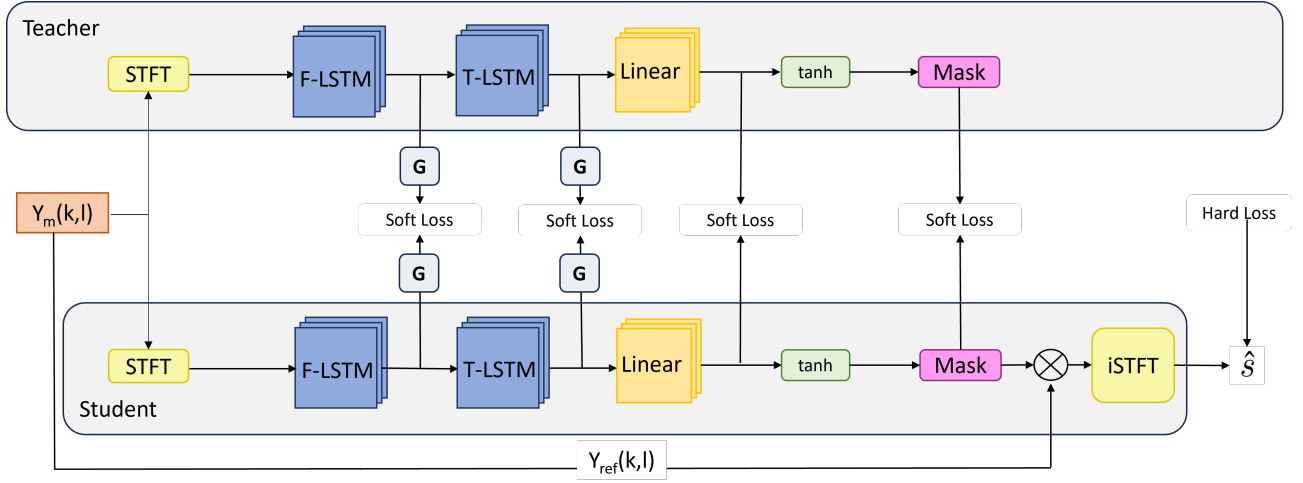 Teacher
STFT
F-LSTM
T-LSTM
Linear
tanh
Mask
G
G
Yₘ(k,l)
Soft Loss
Soft Loss
Soft Loss
Soft Loss
Hard Loss
G
G
STFT
F-LSTM
T-LSTM
Linear
tanh
Mask
iSTFT
ŝ
Student
Y_ref(k,l)